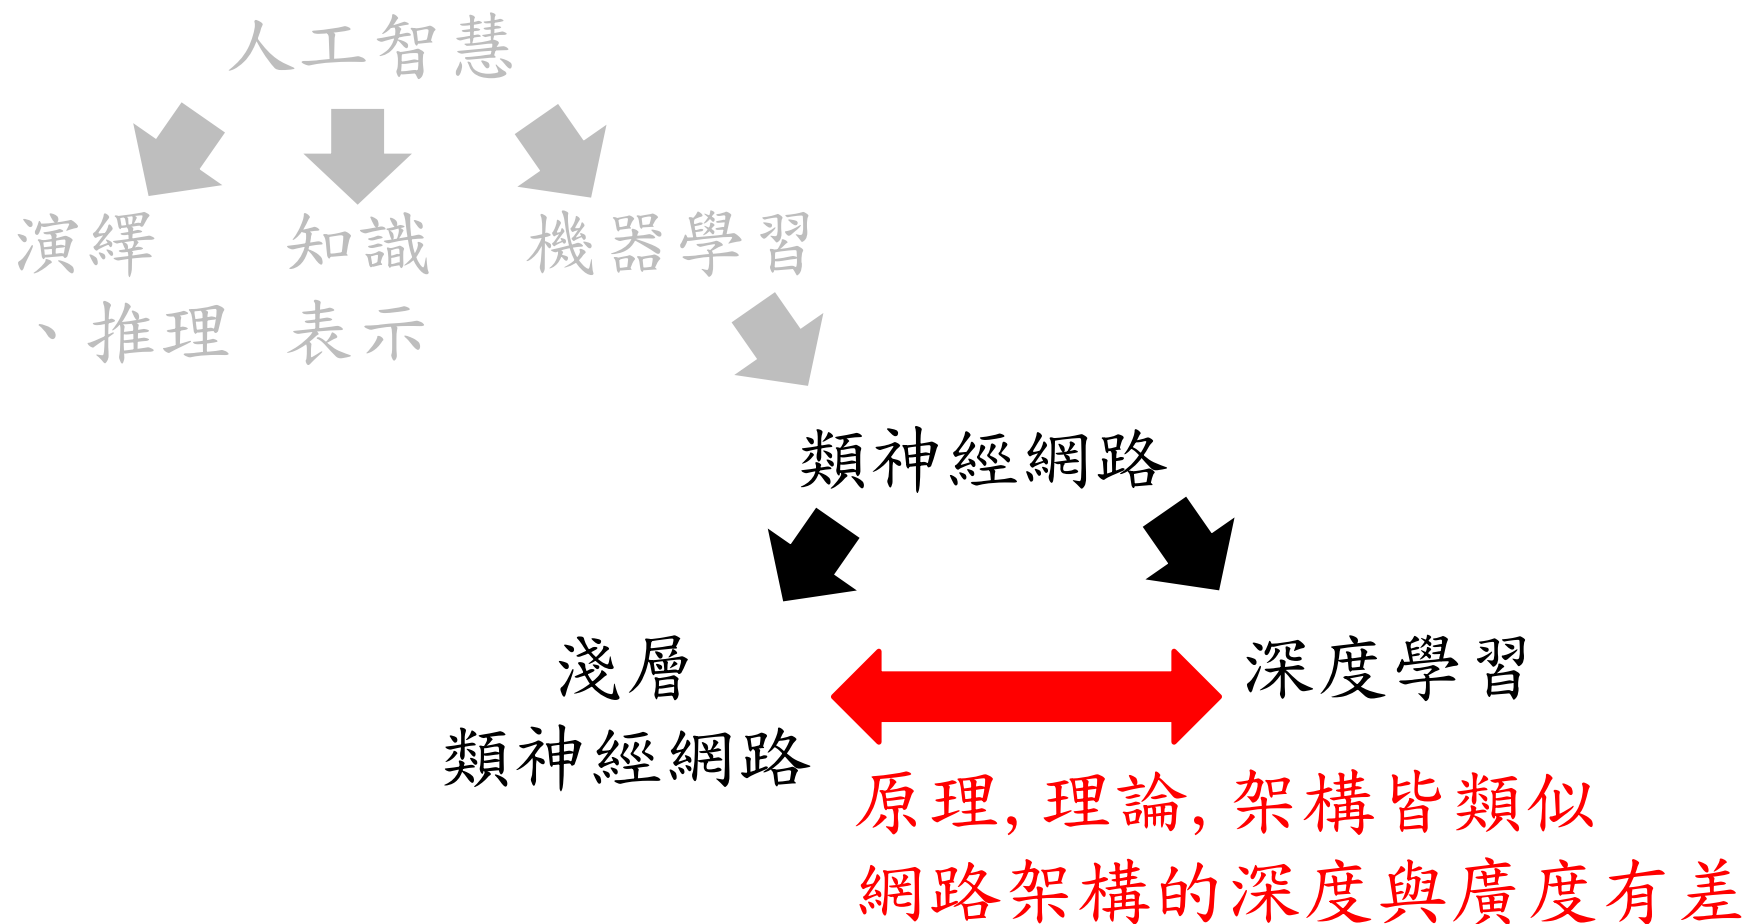 人工智慧
演繹
、推理
知識
表示
機器學習
類神經網路
淺層
類神經網路
深度學習
原理,理論,架構皆類似
網路架構的深度與廣度有差